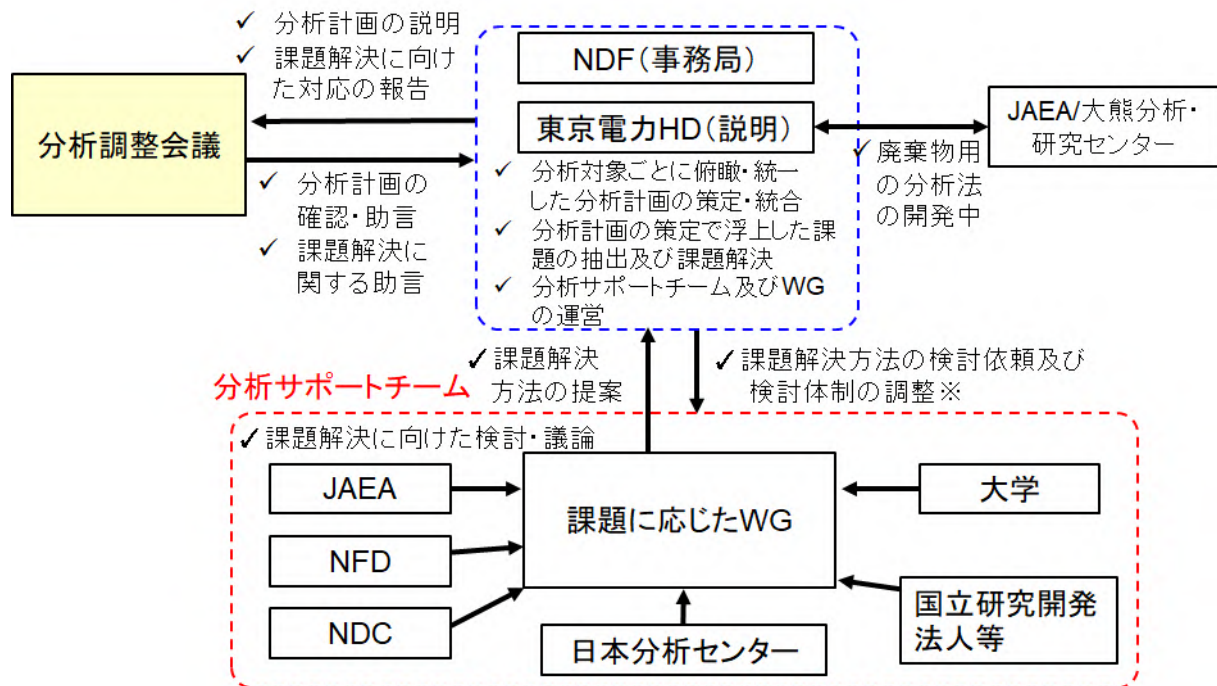 ✓ 分析計画の説明
✓ 課題解決に向
けた対応の報告
分析調整会議
✓ 分析計画の
確認・助言
✓ 課題解決に
関する助言
NDF(事務局)
東京電力HD(説明)
✓ 分析対象ごとに俯瞰・統一
した分析計画の策定・統合
✓ 分析計画の策定で浮上した課
題の抽出及び課題解決
✓ 分析サポートチーム及びWG
の運営
JAEA/大熊分析・
研究センター
✓ 廃棄物用
の分析法
の開発中
✓課題解決
方法の提案
✓課題解決方法の検討依頼及び
検討体制の調整※
分析サポートチーム
✓課題解決に向けた検討・議論
JAEA
NFD
NDC
課題に応じたWG
日本分析センター
大学
国立研究開発
法人等